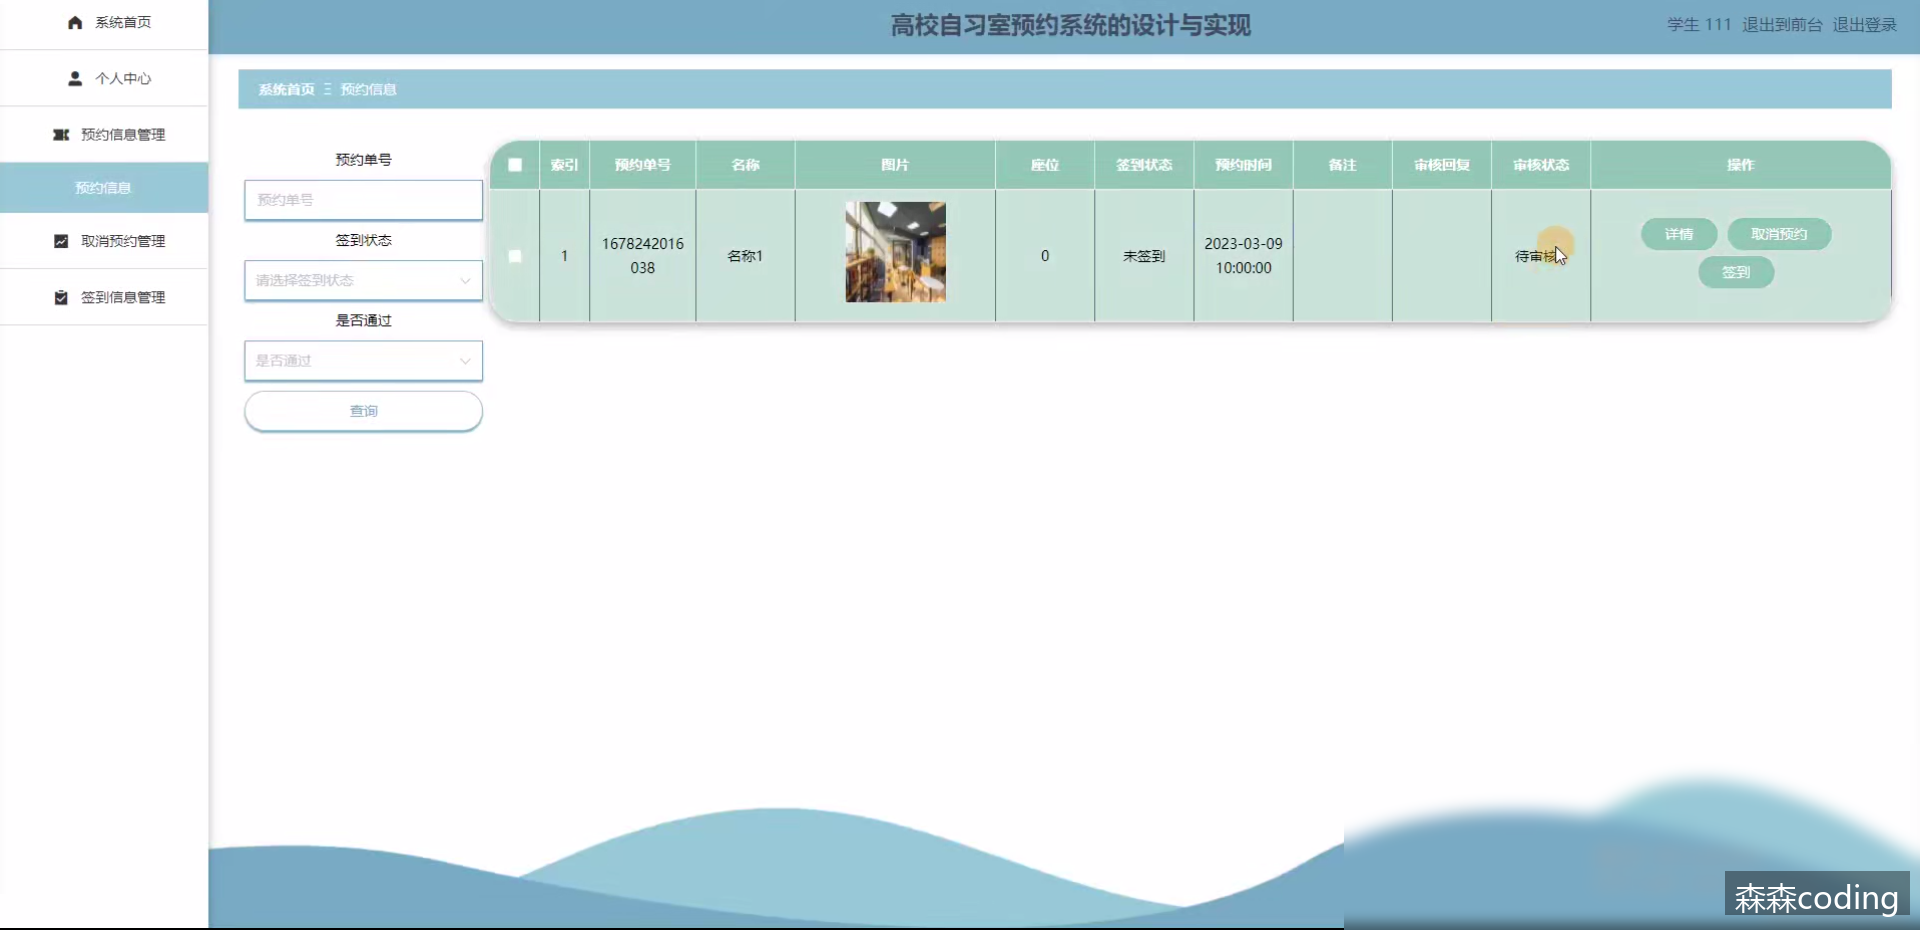 系统首页
个人中心
预约信息管理
预约信息
取消预约管理
签到信息管理
高校自习室预约系统的设计与实现
学生 111 退出到前台 退出登录
系统首页 Ξ 预约信息
预约单号
预约单号
签到状态
请选择签到状态
是否通过
是否通过
查询
索引 预约单号 名称 图片 座位 签到状态 预约时间 备注 审核回复 审核状态 操作
1 1678242016038 名称1 0 未签到 2023-03-09 10:00:00 待审核 详情 取消预约 签到
森森coding